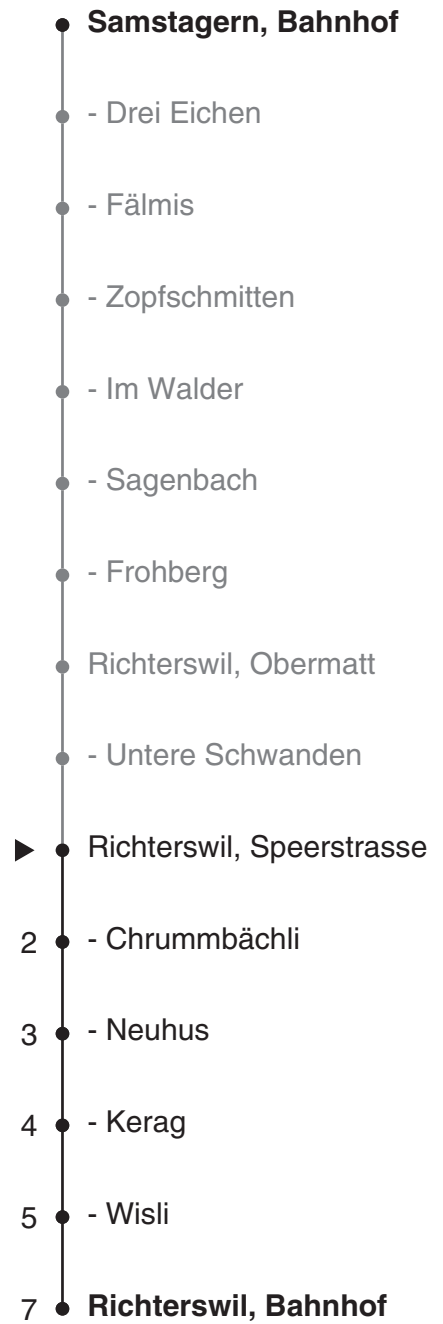 Samstagern, Bahnhof
- Drei Eichen
- Fälmis
- Zopfschmitten
- Im Walder
- Sagenbach
- Frohberg
Richterswil, Obermatt
- Untere Schwanden
Richterswil, Speerstrasse
2 - Chrummbächli
3 - Neuhus
4 - Kerag
5 - Wisli
7 Richterswil, Bahnhof